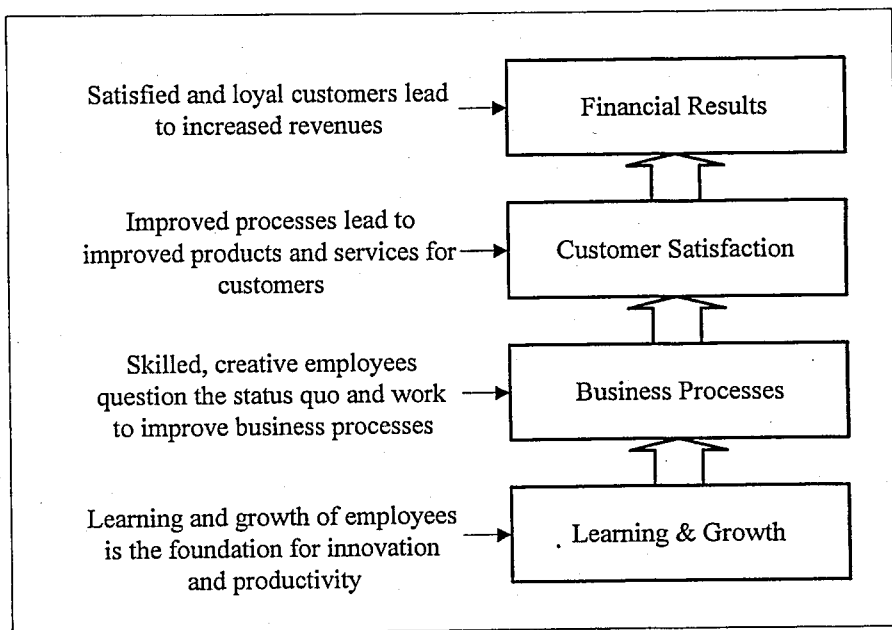 Satisfied and loyal customers lead
to increased revenues
Financial Results
Improved processes lead to
improved products and services for
customers
Customer Satisfaction
Skilled, creative employees
question the status quo and work
to improve business processes
Business Processes
Learning and growth of employees
is the foundation for innovation
and productivity
Learning & Growth